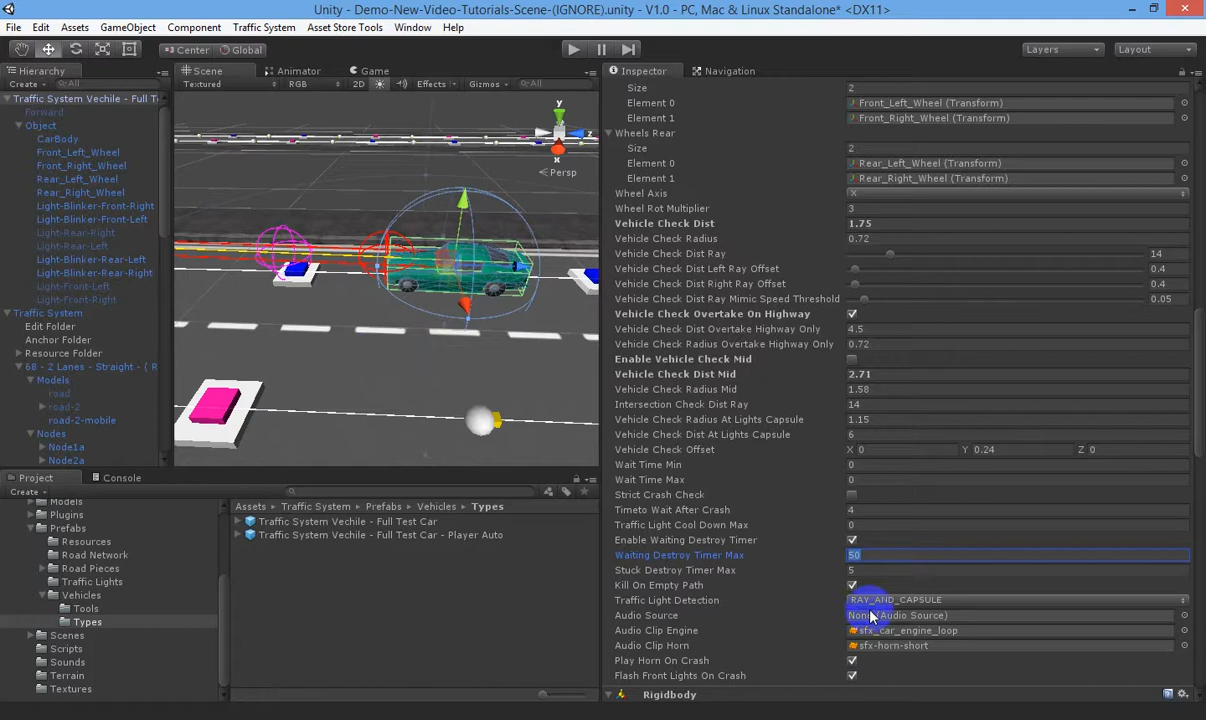 Unity - Demo-New-Video-Tutorials-Scene-(IGNORE).unity - V1.0 - PC, Mac & Linux Standalone* <DX11>
File Edit Assets GameObject Component Traffic System Asset Store Tools Window Help
Center Global Layers Layout
Hierarchy Scene Animator Game Inspector Navigation
Create All Textured RGB 2D Effects Gizmos All
Size 2
Traffic System Vechile - Full T
Element 0 Front_Left_Wheel (Transform)
Forward
Element 1 Front_Right_Wheel (Transform)
Object
Wheels Rear
CarBody
Size 2
Front_Left_Wheel
Element 0 Rear_Left_Wheel (Transform)
Front_Right_Wheel
Element 1 Rear_Right_Wheel (Transform)
Rear_Left_Wheel
Wheel Axis X
Rear_Right_Wheel
Wheel Rot Multiplier 3
Light-Blinker-Front-Right
Wheel Check Dist 1.75
Light-Blinker-Front-Left
Vehicle Check Radius 0.72
Light-Rear-Right
Vehicle Check Dist Ray 14
Light-Rear-Left
Vehicle Check Dist Left Ray Offset 0.4
Light-Blinker-Rear-Left
Vehicle Check Dist Right Ray Offset 0.4
Light-Blinker-Rear-Right
Vehicle Check Dist Ray Mimic Speed Threshold 0.05
Light-Front-Left
Vehicle Check Overtake On Highway
Light-Front-Right
Vehicle Check Dist Overtake Highway Only 4.5
Traffic System
Vehicle Check Radius Overtake Highway Only 0.72
Edit Folder
Enable Vehicle Check Mid
Anchor Folder
Vehicle Check Dist Mid 2.71
Resource Folder
Vehicle Check Radius Mid 1.58
68 - 2 Lanes - Straight - ( R
Intersection Check Dist Ray 14
Models
Vehicle Check Radius At Lights Capsule 1.15
road
Vehicle Check Dist At Lights Capsule 6
road-2
Vehicle Check Offset X 0 Y 0.24 Z 0
road-2-mobile
Wait Time Min 0
Nodes
Wait Time Max 0
Node1a
Strict Crash Check
Node2a
Timeto Wait After Crash 4
Traffic Light Cool Down Max 0
Enable Waiting Destroy Timer
Waiting Destroy Timer Max 50
Stuck Destroy Timer Max 5
Kill On Empty Path
Traffic Light Detection RAY_AND_CAPSULE
Audio Source None (Audio Source)
Audio Clip Engine sfx_car_engine_loop
Audio Clip Horn sfx-horn-short
Play Horn On Crash
Flash Front Lights On Crash
Rigidbody
y
z
x
Persp
Project Console
Create
Models
Plugins
Prefabs
Resources
Road Network
Road Pieces
Traffic Lights
Vehicles
Tools
Types
Scenes
Scripts
Sounds
Terrain
Textures
Assets Traffic System Prefabs Vehicles Types
Traffic System Vechile - Full Test Car
Traffic System Vechile - Full Test Car - Player Auto